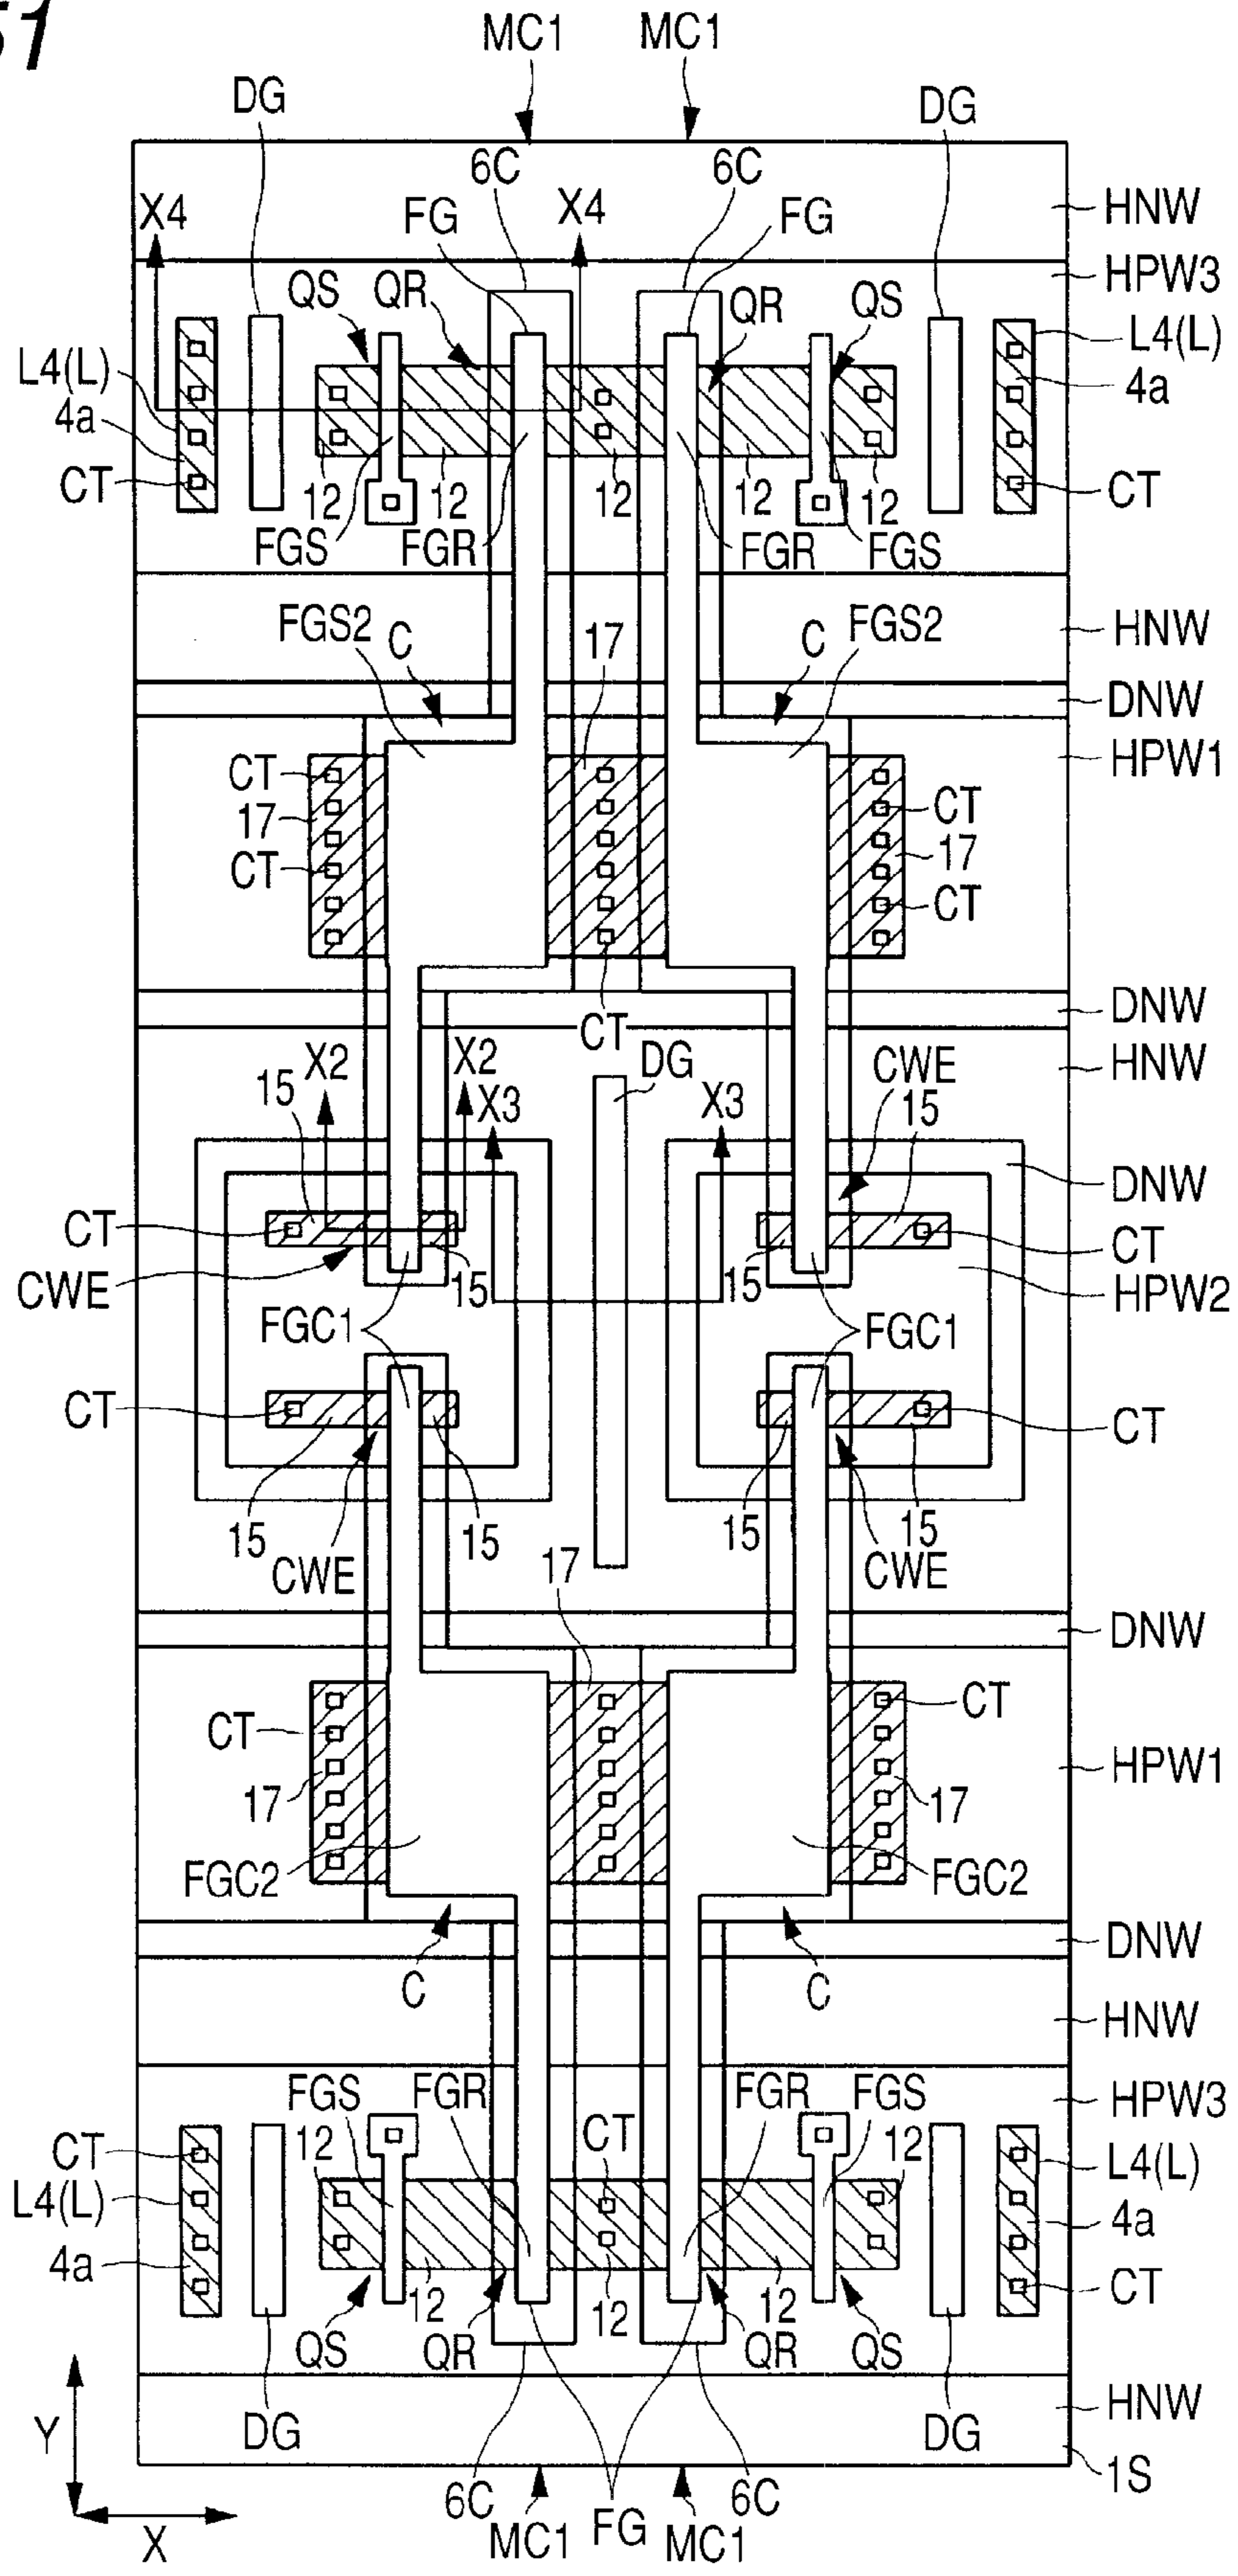 51
MC1 MC1
DG DG
6C 6C
X4 FG X4 FG HNW
HPW3
QS QR QR QS
L4(L) L4(L)
4a 4a
CT 12 12 12 12 12 CT
FGS FGR FGR FGS
FGS2 C 17 C FGS2 HNW
DNW
HPW1
CT CT
17 17
CT CT
DNW
CT
X2 X2 DG CWE HNW
15 X3 X3 15
DNW
CT CT
CWE 15 15 HPW2
FGC1 FGC1
CT CT
15 15 15 15
CWE 17 CWE
DNW
CT CT
17 HPW1
17
FGC2 FGC2
DNW
C C
HNW
FGS FGR FGR FGS HPW3
CT 12 CT 12
L4(L) L4(L)
4a 4a
12 12 12 CT
QS QR QR QS
HNW
Y DG DG
1S
6C 6C
X MC1 FG MC1